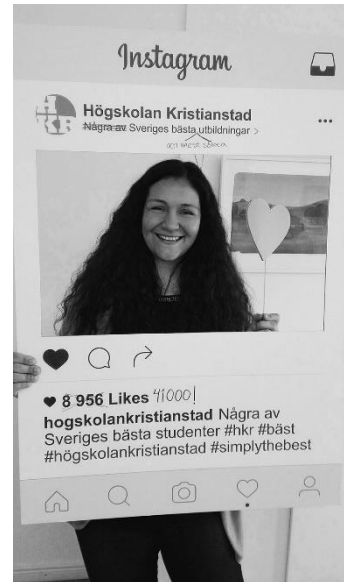 Instagram
H
KR
Högskolan Kristianstad
Några av Sveriges bästa utbildningar >
8 956 Likes 41000!
hogskolankristianstad Några av
Sveriges bästa studenter #hkr #bäst
#högskolankristianstad #simplythebest